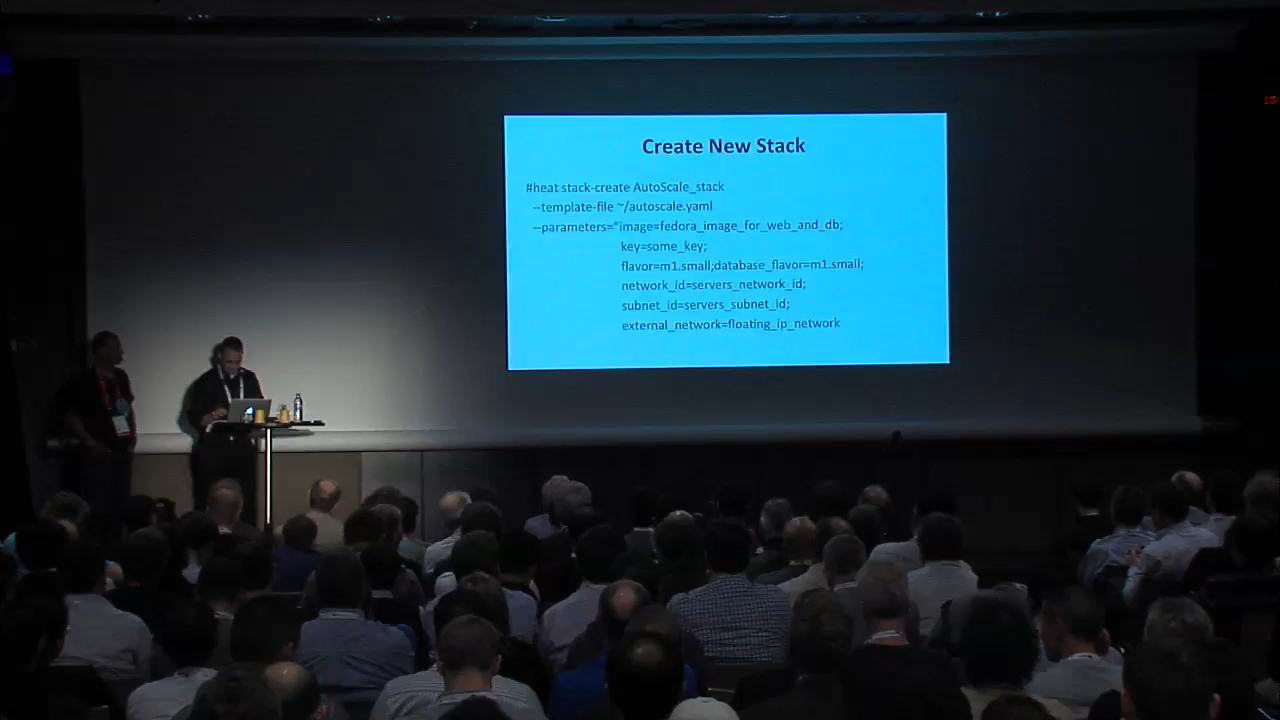 Create New Stack
#heat stack-create AutoScale_stack
--template-file ~/autoscale.yaml
--parameters="image=fedora_image_for_web_and_db;
key=some_key;
flavor=m1.small;database_flavor=m1.small;
network_id=servers_network_id;
subnet_id=servers_subnet_id;
external_network=floating_ip_network